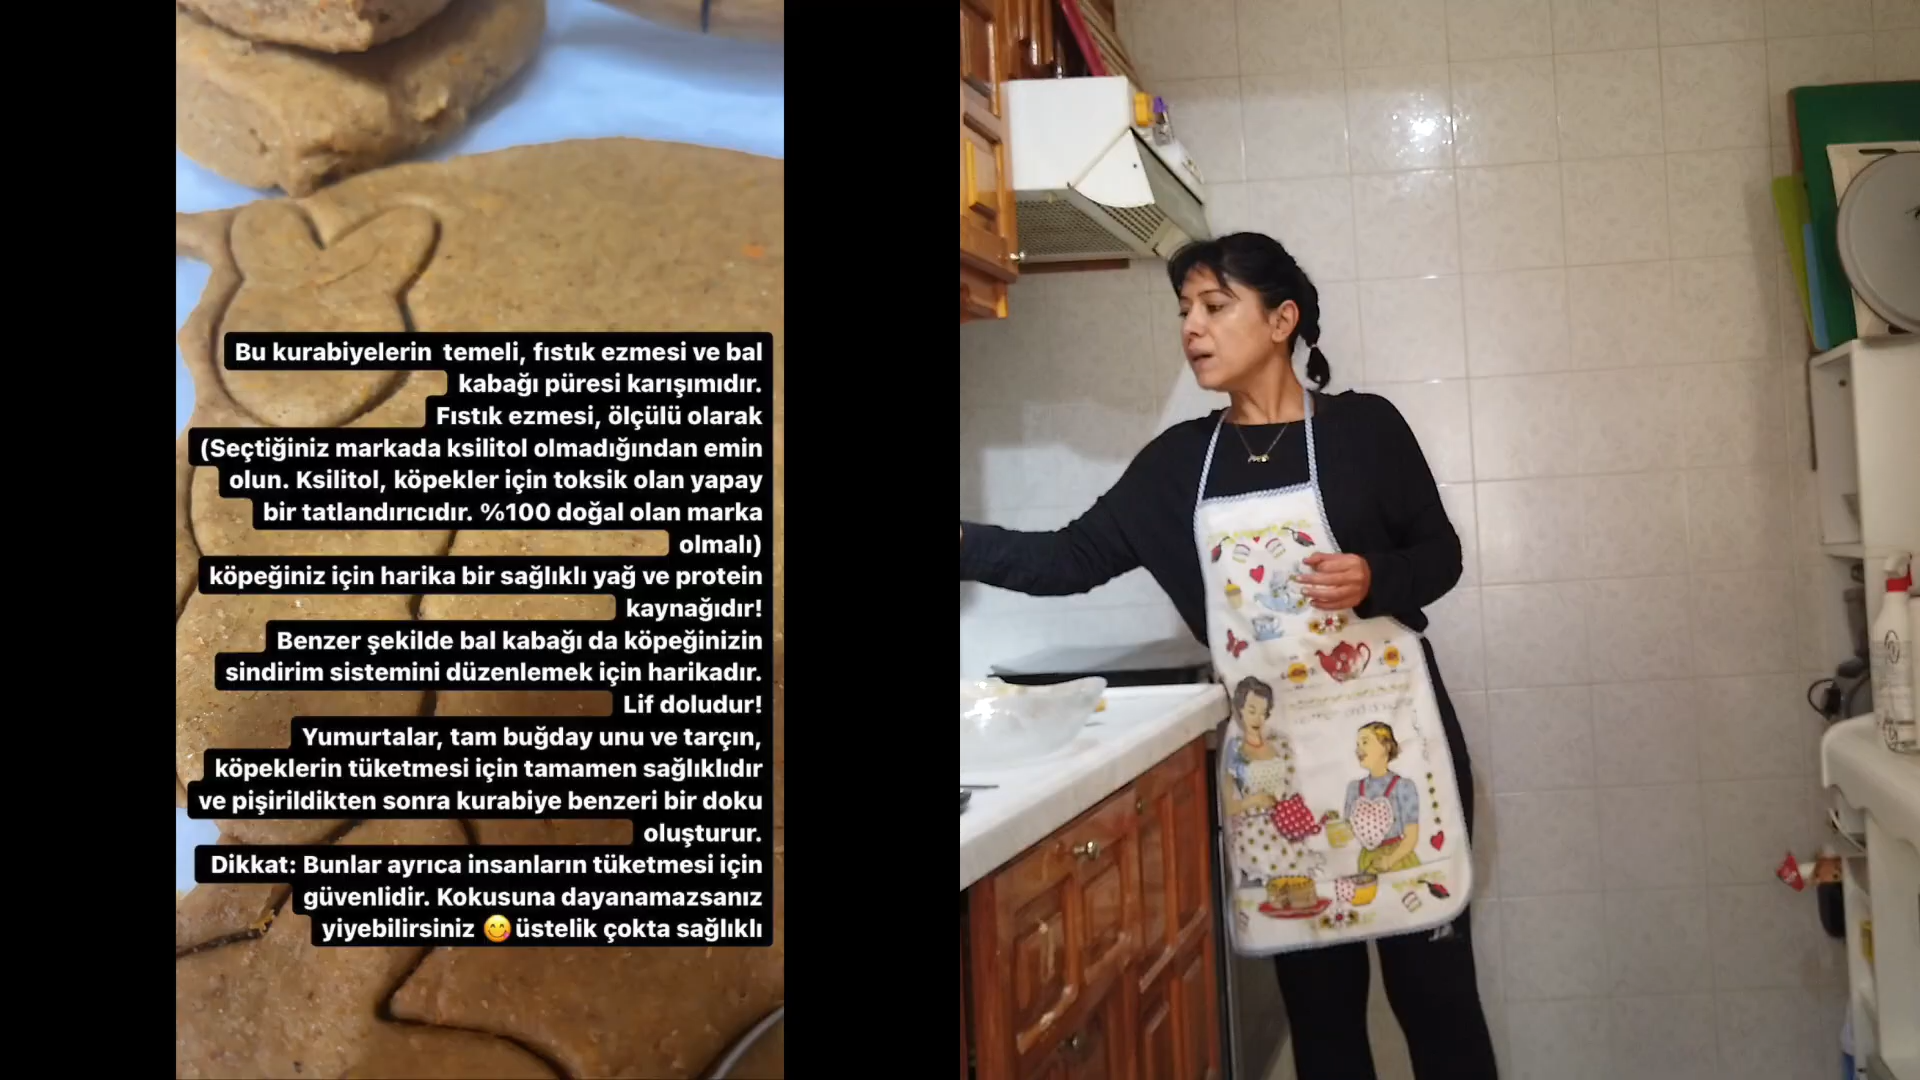 Bu kurabiyelerin temeli, fıstık ezmesi ve bal
kabağı püresi karışımıdır.
Fıstık ezmesi, ölçülü olarak
(Seçtiğiniz markada ksilitol olmadığından emin
olun. Ksilitol, köpekler için toksik olan yapay
bir tatlandırıcıdır. %100 doğal olan marka
olmalı)
köpeğiniz için harika bir sağlıklı yağ ve protein
kaynağıdır!
Benzer şekilde bal kabağı da köpeğinizin
sindirim sistemini düzenlemek için harikadır.
Lif doludur!
Yumurtalar, tam buğday unu ve tarçın,
köpeklerin tüketmesi için tamamen sağlıklıdır
ve pişirildikten sonra kurabiye benzeri bir doku
oluşturur.
Dikkat: Bunlar ayrıca insanların tüketmesi için
güvenlidir. Kokusuna dayanamazsanız
yiyebilirsiniz 😋 üstelik çokta sağlıklı